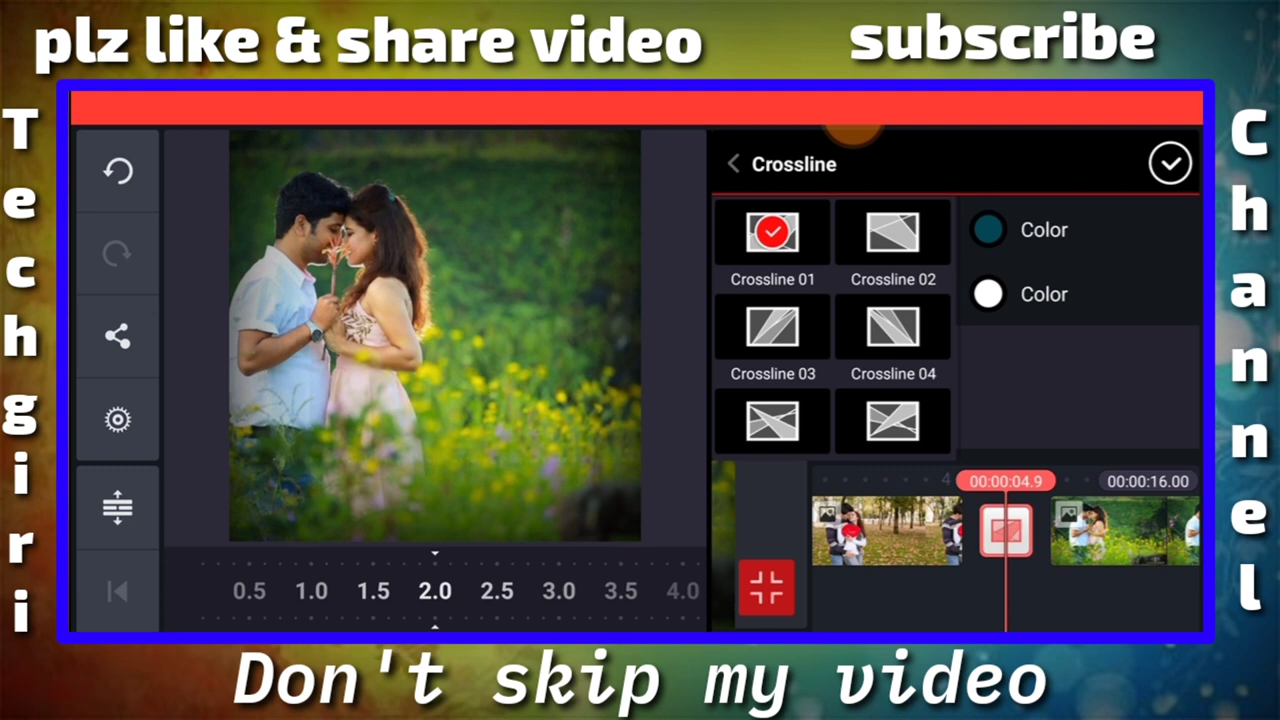 plz like & share video
subscribe
Techgiri
Channel
Crossline
Crossline 01
Crossline 02
Color
Color
Crossline 03
Crossline 04
4
00:00:04.9
00:00:16.00
0.5 1.0 1.5 2.0 2.5 3.0 3.5 4.0
Don't skip my video